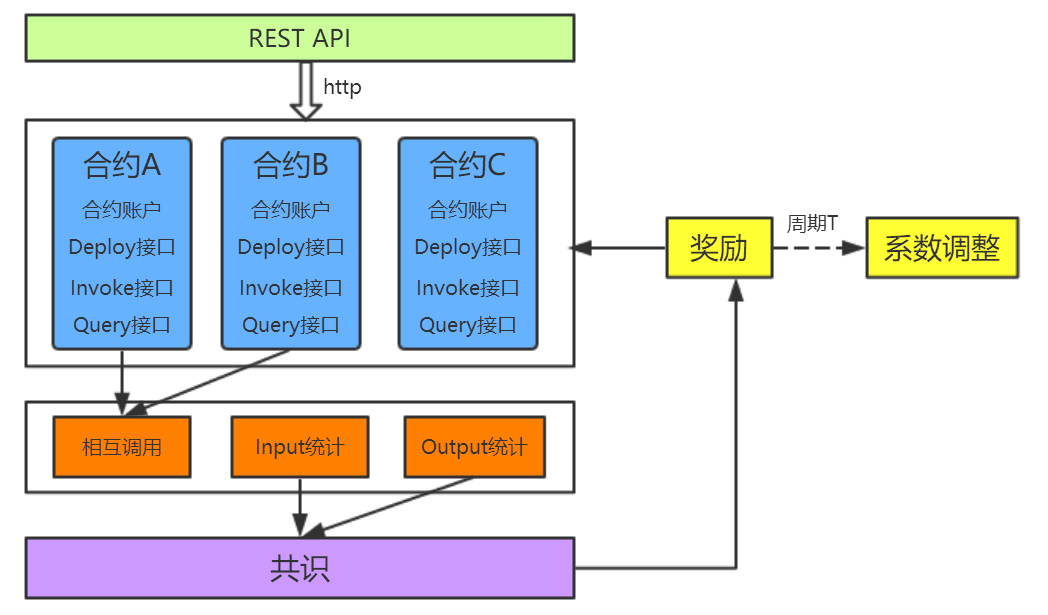 REST API
http
合约A
合约账户
Deploy接口
Invoke接口
Query接口
合约B
合约账户
Deploy接口
Invoke接口
Query接口
合约C
合约账户
Deploy接口
Invoke接口
Query接口
奖励
周期T
系数调整
相互调用
Input统计
Output统计
共识